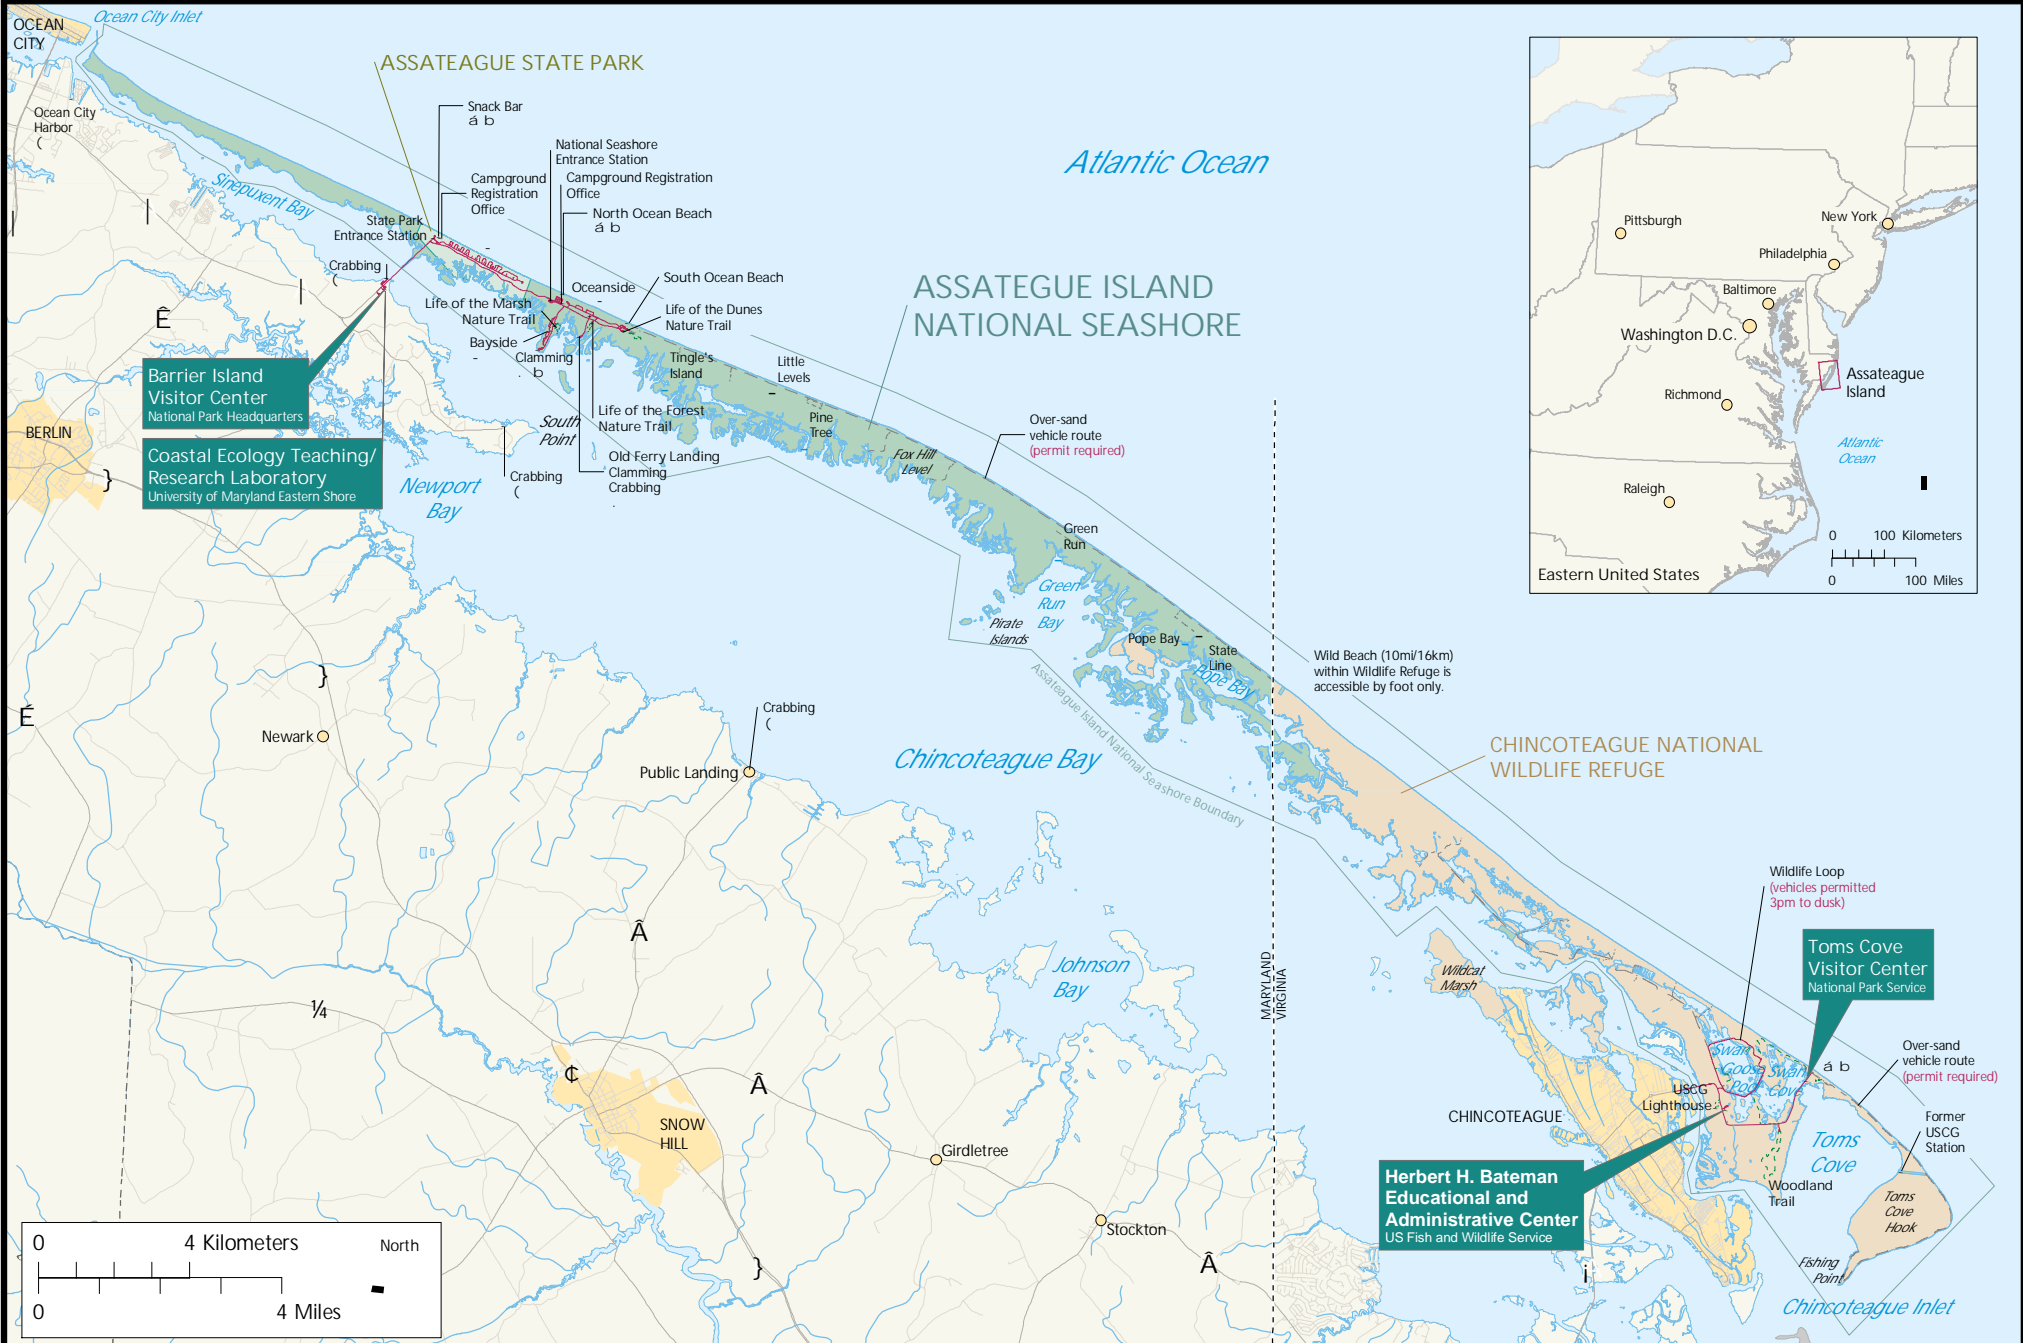 OCEAN
CITY
Ocean City Inlet
Ocean City
Harbor
(
Sinepuxent Bay
ASSATEAGUE STATE PARK
Snack Bar
á b
National Seashore
Entrance Station
Campground
Registration
Office
Campground Registration
Office
North Ocean Beach
á b
State Park
Entrance Station
Crabbing
(
Oceanside
South Ocean Beach
Life of the Marsh
Nature Trail
Life of the Dunes
Nature Trail
Bayside
Clamming
b
Tingle's
Island
Little
Levels
Pine
Tree
Fox Hill
Level
South
Point
Life of the Forest
Nature Trail
Old Ferry Landing
Clamming
Crabbing
Crabbing
(
Barrier Island
Visitor Center
National Park Headquarters
Coastal Ecology Teaching/
Research Laboratory
University of Maryland Eastern Shore
Ê
BERLIN
}
Newport
Bay
Atlantic Ocean
ASSATEGUE ISLAND
NATIONAL SEASHORE
Over-sand
vehicle route
(permit required)
Green
Run
Green
Run
Bay
Pirate
Islands
Pope Bay
State
Line
Pope Bay
Assateague Island National Seashore Boundary
Wild Beach (10mi/16km)
within Wildlife Refuge is
accessible by foot only.
CHINCOTEAGUE NATIONAL
WILDLIFE REFUGE
Chincoteague Bay
É
}
Newark
Public Landing
Crabbing
(
Â
Johnson
Bay
MARYLAND
VIRGINIA
¼
¢
Â
SNOW
HILL
Girdletree
Stockton
Â
}
Wildcat
Marsh
CHINCOTEAGUE
Wildlife Loop
(vehicles permitted
3pm to dusk)
Toms Cove
Visitor Center
National Park Service
Swan
Goose
Pool
Swan
Cove
á b
Over-sand
vehicle route
(permit required)
USCG
Lighthouse
Former
USCG
Station
Toms
Cove
Woodland
Trail
Herbert H. Bateman
Educational and
Administrative Center
US Fish and Wildlife Service
Toms
Cove
Hook
Fishing
Point
Chincoteague Inlet
i
0 4 Kilometers
North
0 4 Miles
Pittsburgh
New York
Philadelphia
Baltimore
Washington D.C.
Assateague
Island
Richmond
Atlantic
Ocean
Raleigh
0 100 Kilometers
0 100 Miles
Eastern United States